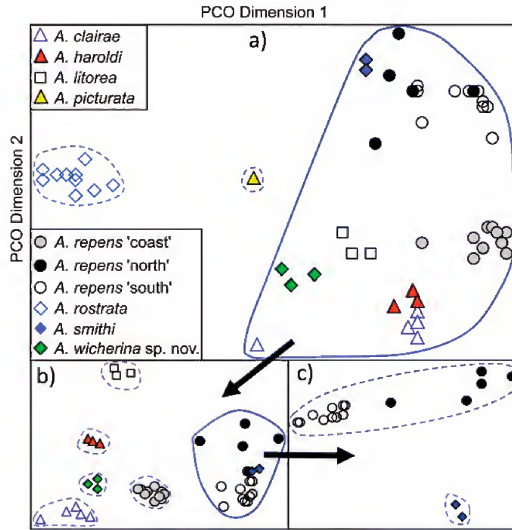 PCO Dimension 1
A. clairae
A. haroldi
A. litorea
A. picturata
a)
PCO Dimension 2
A. repens 'coast'
A. repens 'north'
A. repens 'south'
A. rostrata
A. smithi
A. wicherina sp. nov.
b)
c)